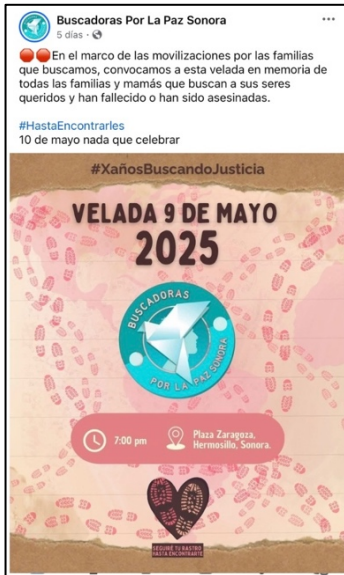 Buscadoras Por La Paz Sonora
5 días ·
En el marco de las movilizaciones por las familias
que buscamos, convocamos a esta velada en memoria de
todas las familias y mamás que buscan a sus seres
queridos y han fallecido o han sido asesinadas.
#HastaEncontrarles
10 de mayo nada que celebrar
#XañosBuscandoJusticia
VELADA 9 DE MAYO
2025
BUSCADORAS
POR LA PAZ SONORA
7:00 pm
Plaza Zaragoza,
Hermosillo, Sonora.
SEGUIRÉ TU RASTRO
HASTA ENCONTRARTE